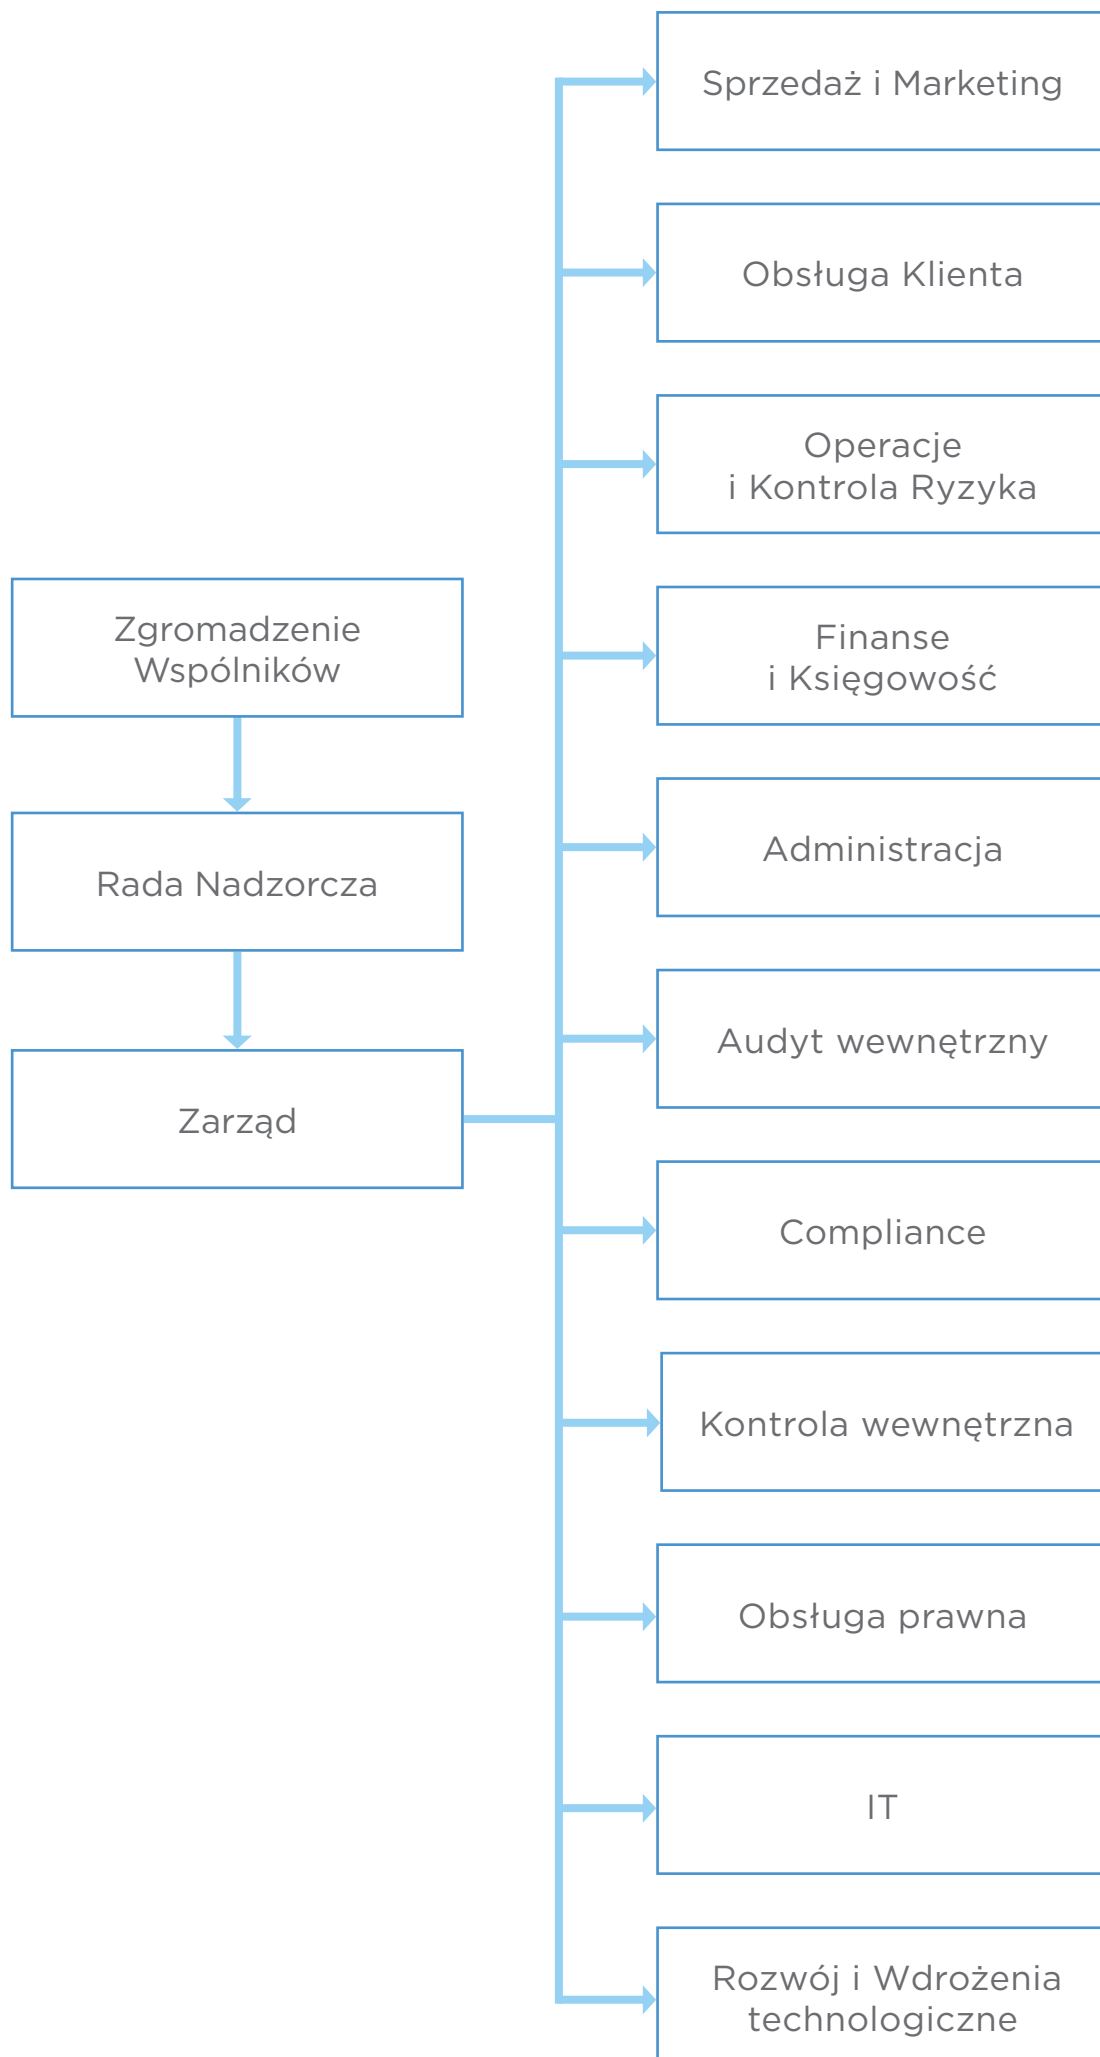 Zgromadzenie
Wspólników
Rada Nadzorcza
Zarząd
Sprzedaż i Marketing
Obsługa Klienta
Operacje
i Kontrola Ryzyka
Finanse
i Księgowość
Administracja
Audyt wewnętrzny
Compliance
Kontrola wewnętrzna
Obsługa prawna
IT
Rozwój i Wdrożenia
technologiczne